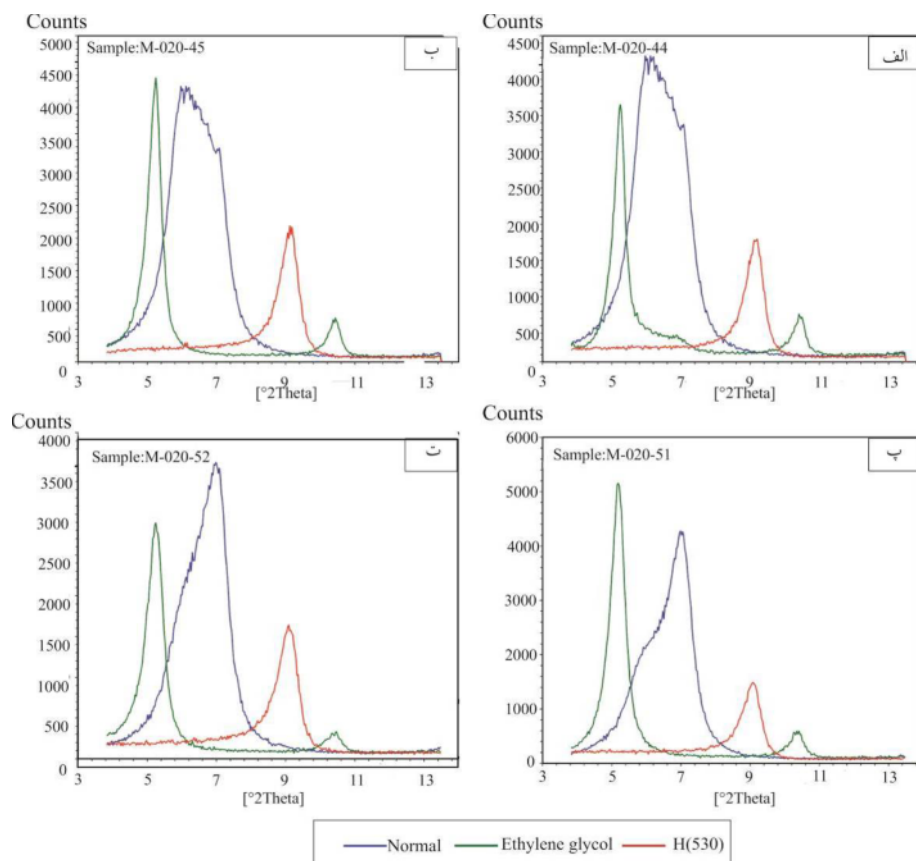 Counts
Sample:M-020-45
ب
5000
4500
4000
3500
3000
2500
2000
1500
1000
500
0
3 5 7 9 11 13
[°2Theta]
Counts
Sample:M-020-44
الف
4500
4000
3500
3000
2500
2000
1500
1000
500
0
3 5 7 9 11 13
[°2Theta]
Counts
Sample:M-020-52
ت
4000
3500
3000
2500
2000
1500
1000
500
0
3 5 7 9 11 13
[°2Theta]
Counts
Sample:M-020-51
پ
6000
5000
4000
3000
2000
1000
0
3 5 7 9 11 13
[°2Theta]
Normal Ethylene glycol H(530)